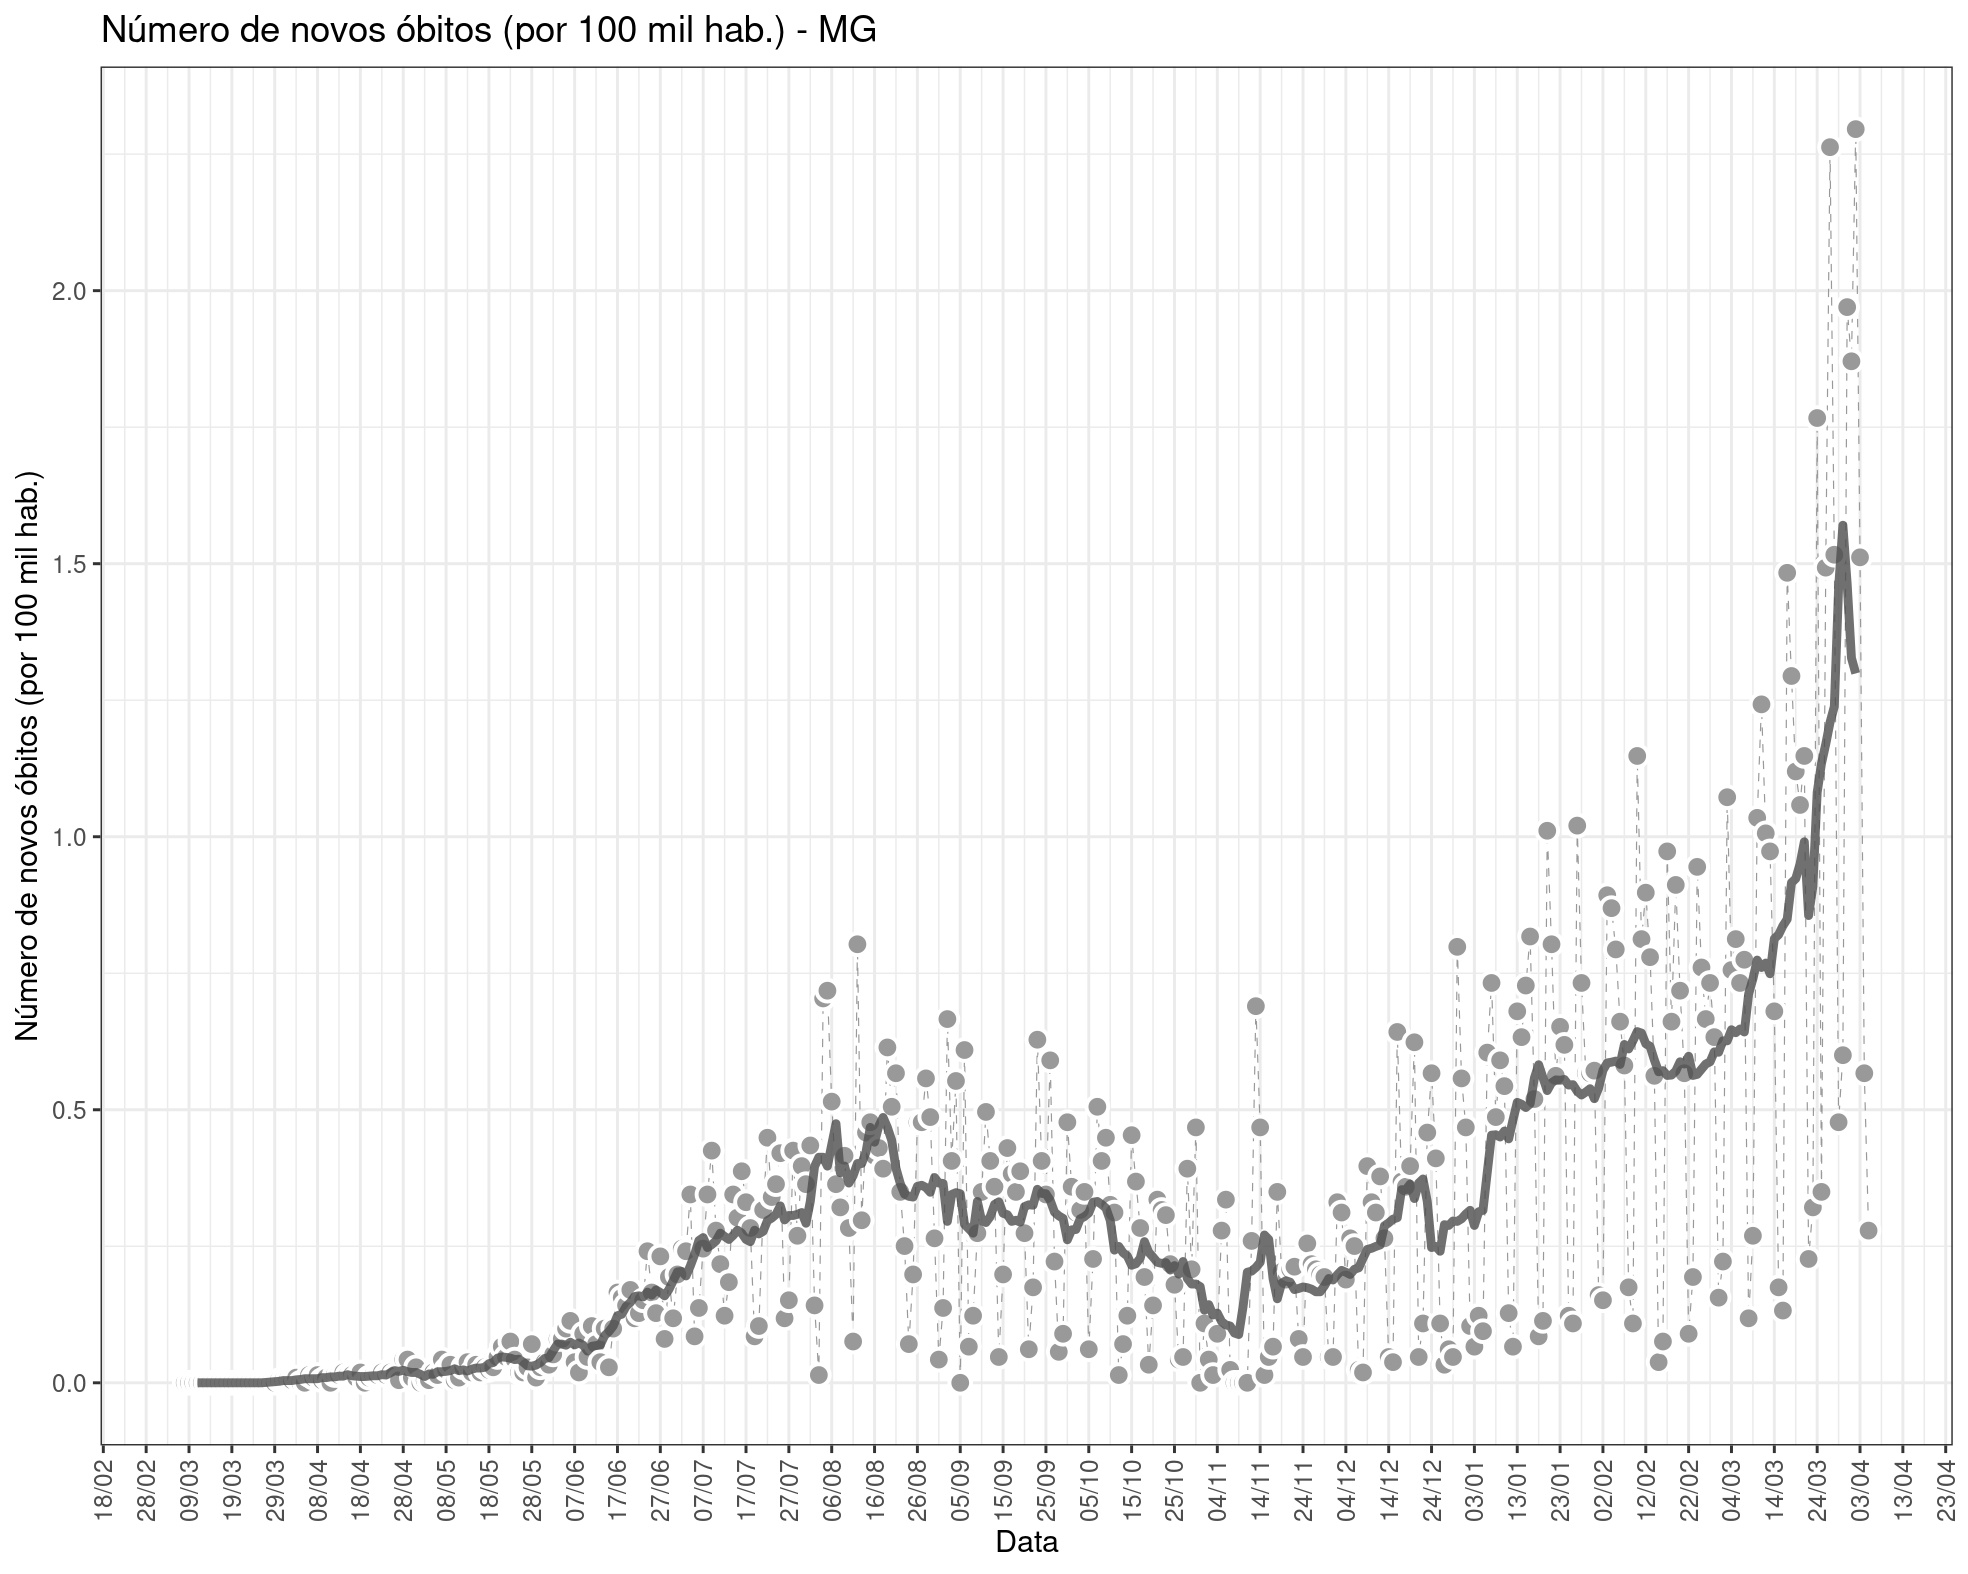 Número de novos óbitos (por 100 mil hab.) - MG
Número de novos óbitos (por 100 mil hab.)
2.0
1.5
1.0
0.5
0.0
18/02 28/02 09/03 19/03 29/03 08/04 18/04 28/04 08/05 18/05 28/05 07/06 17/06 27/06 07/07 17/07 27/07 06/08 16/08 26/08 05/09 15/09 25/09 05/10 15/10 25/10 04/11 14/11 24/11 04/12 14/12 24/12 03/01 13/01 23/01 02/02 12/02 22/02 04/03 14/03 24/03 03/04 13/04 23/04
Data